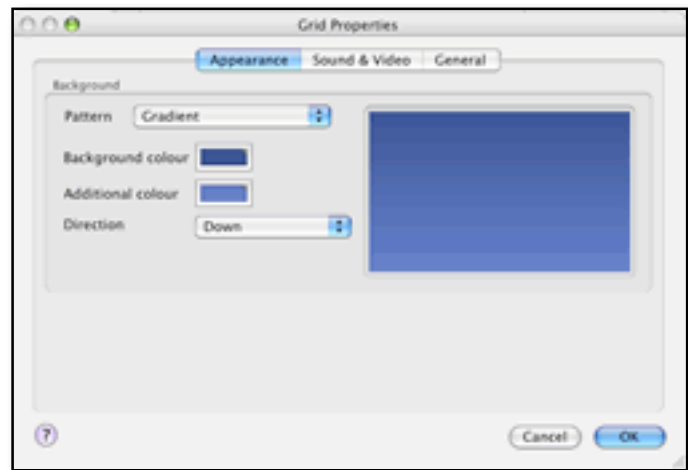 Grid Properties
Appearance Sound & Video General
Background
Pattern Gradient
Background colour
Additional colour
Direction Down
? Cancel OK